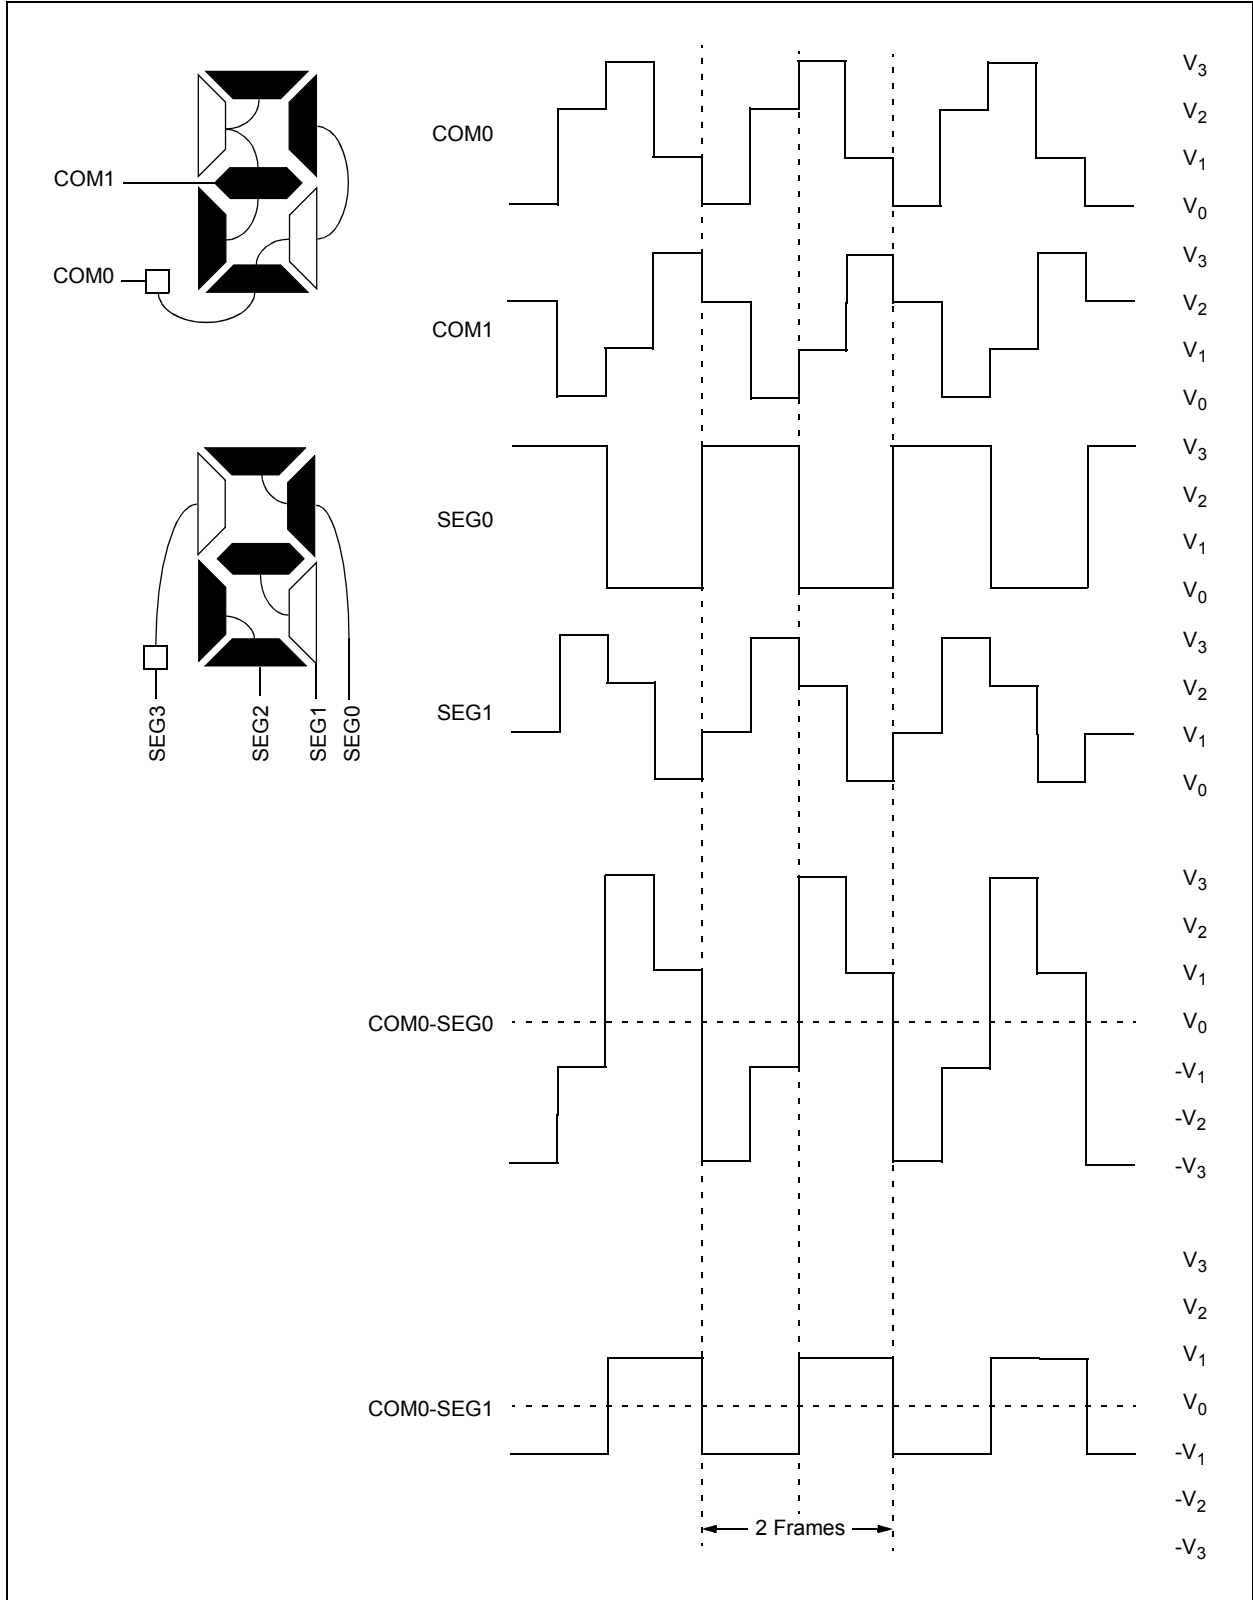 COM1
COM0
SEG3
SEG2
SEG1
SEG0
COM0
V3
V2
V1
V0
COM1
V3
V2
V1
V0
SEG0
V3
V2
V1
V0
SEG1
V3
V2
V1
V0
COM0-SEG0
V3
V2
V1
V0
-V1
-V2
-V3
COM0-SEG1
V3
V2
V1
V0
-V1
-V2
-V3
2 Frames